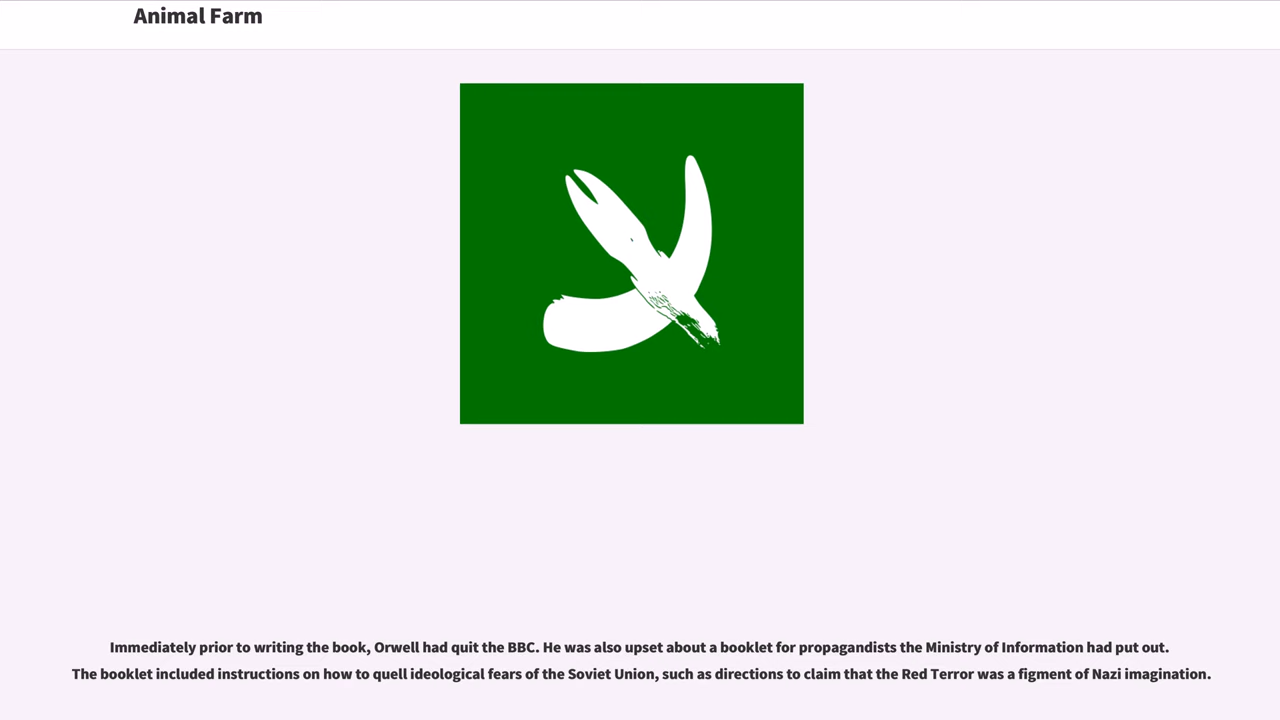 Animal Farm
Immediately prior to writing the book, Orwell had quit the BBC. He was also upset about a booklet for propagandists the Ministry of Information had put out.
The booklet included instructions on how to quell ideological fears of the Soviet Union, such as directions to claim that the Red Terror was a figment of Nazi imagination.